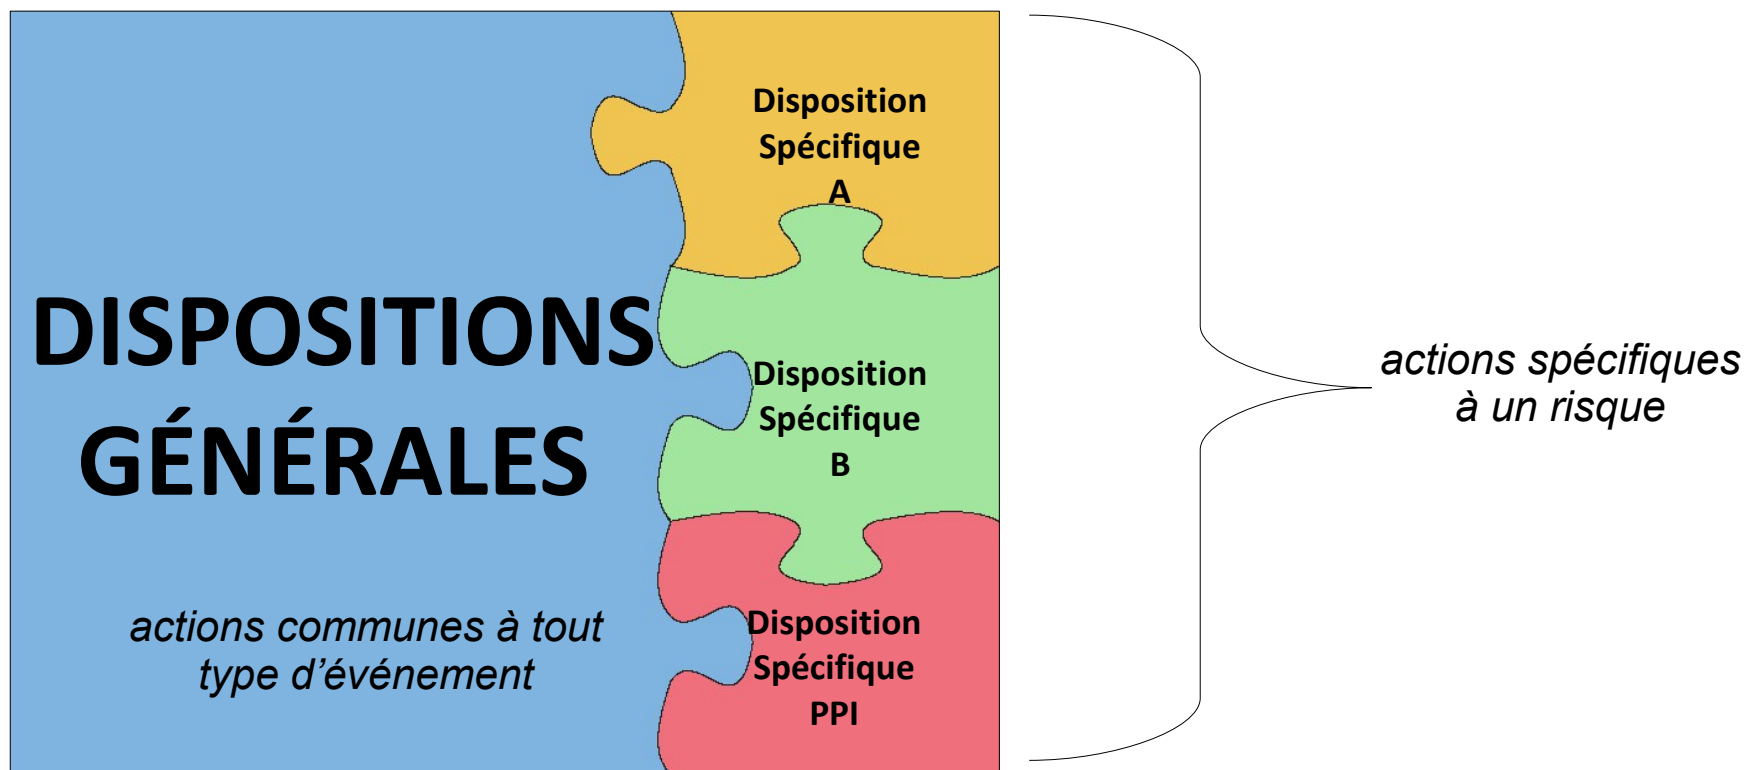 DISPOSITIONS
GÉNÉRALES
actions communes à tout
type d’événement
Disposition
Spécifique
A
Disposition
Spécifique
B
Disposition
Spécifique
PPI
actions spécifiques
à un risque